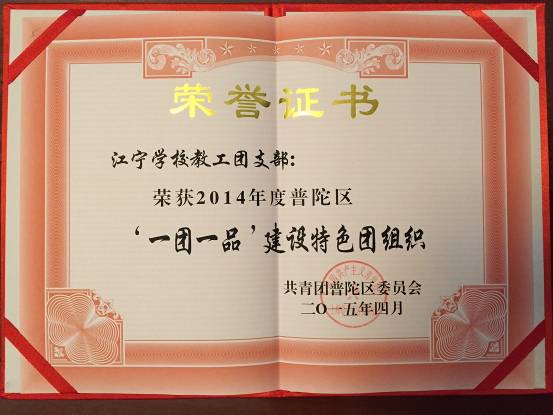 荣誉证书
江宁学校教工团支部：
荣获2014年度普陀区
‘一团一品’建设特色团组织
共青团普陀区委员会
二〇一五年四月